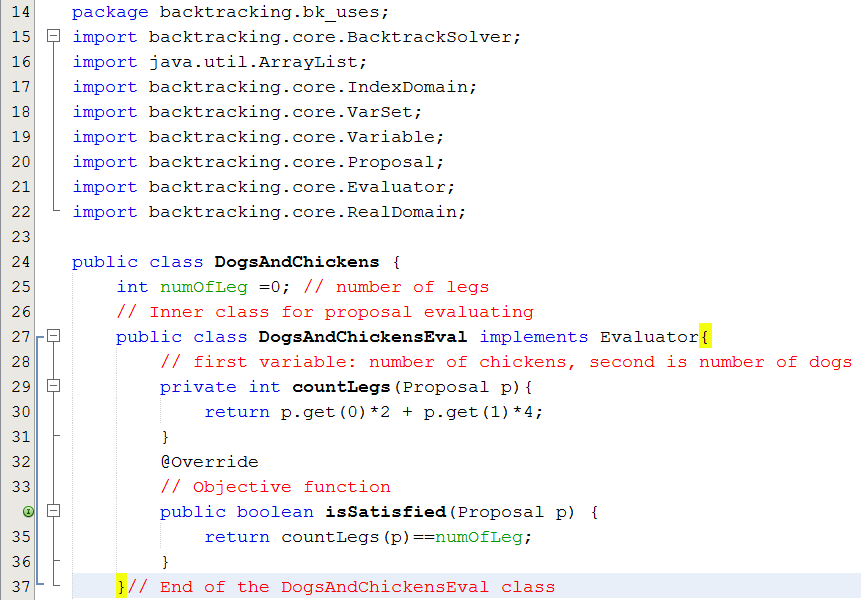 14 package backtracking.bk_uses;
15 import backtracking.core.BacktrackSolver;
16 import java.util.ArrayList;
17 import backtracking.core.IndexDomain;
18 import backtracking.core.VarSet;
19 import backtracking.core.Variable;
20 import backtracking.core.Proposal;
21 import backtracking.core.Evaluator;
22 import backtracking.core.RealDomain;
23
24 public class DogsAndChickens {
25     int numOfLeg =0; // number of legs
26     // Inner class for proposal evaluating
27     public class DogsAndChickensEval implements Evaluator{
28         // first variable: number of chickens, second is number of dogs
29         private int countLegs(Proposal p){
30             return p.get(0)*2 + p.get(1)*4;
31         }
32         @Override
33         // Objective function
        public boolean isSatisfied(Proposal p) {
35             return countLegs(p)==numOfLeg;
36         }
37     }// End of the DogsAndChickensEval class